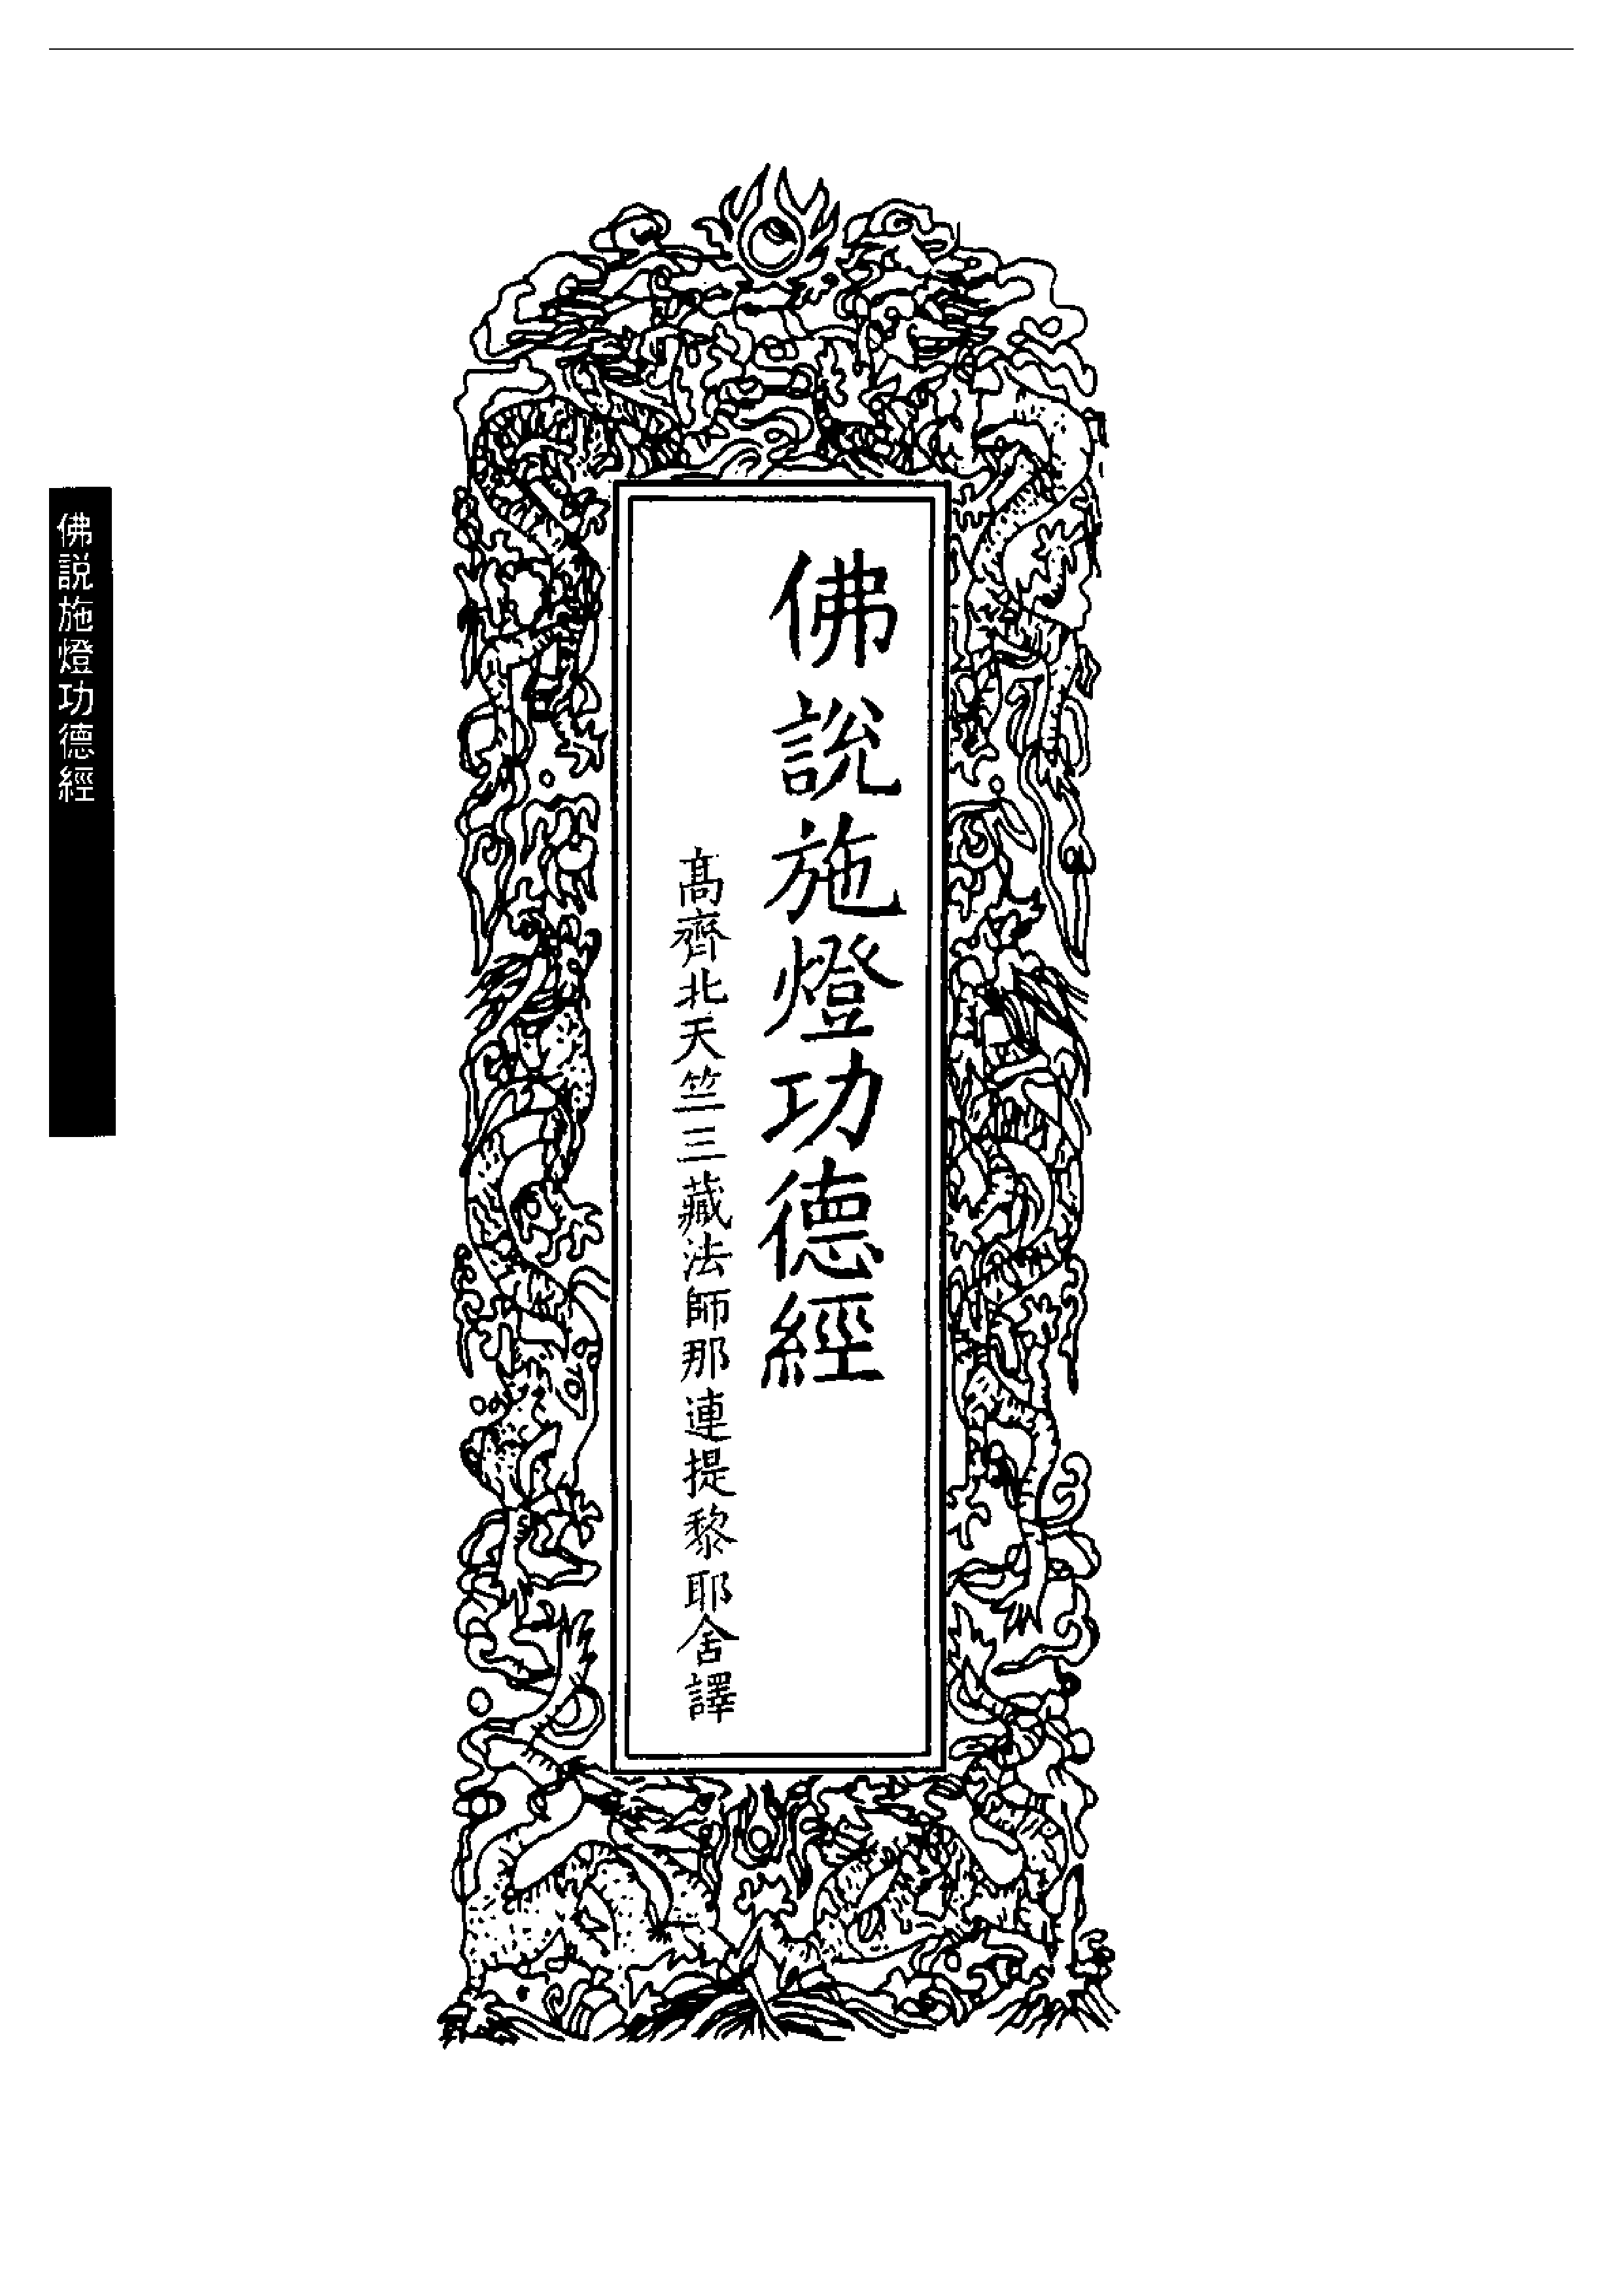 佛說施燈功德經
高齊北天竺三藏法師那連提黎耶舍譯
佛説施燈功德經